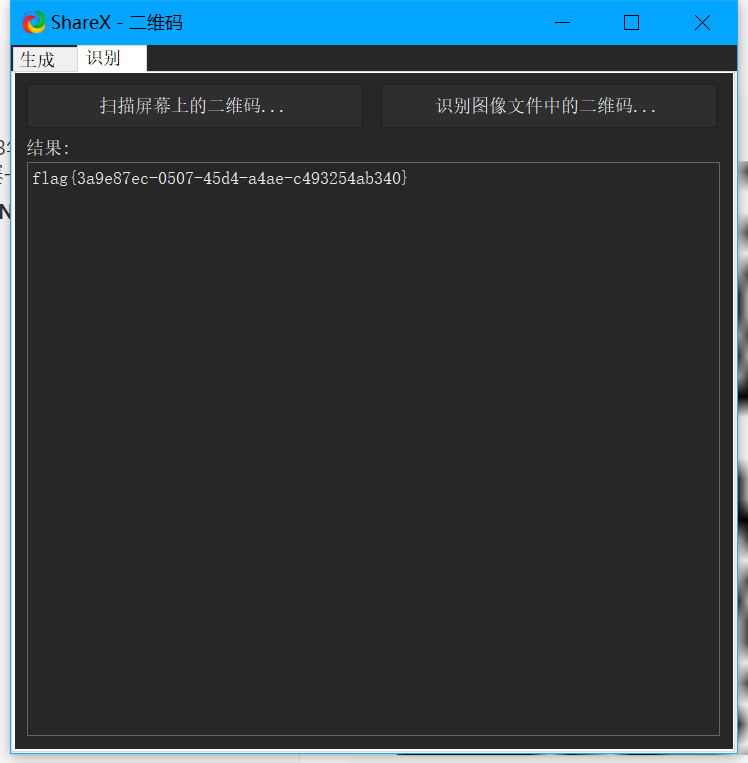 ShareX - 二维码
生成 识别
扫描屏幕上的二维码... 识别图像文件中的二维码...
结果:
flag{3a9e87ec-0507-45d4-a4ae-c493254ab340}
N